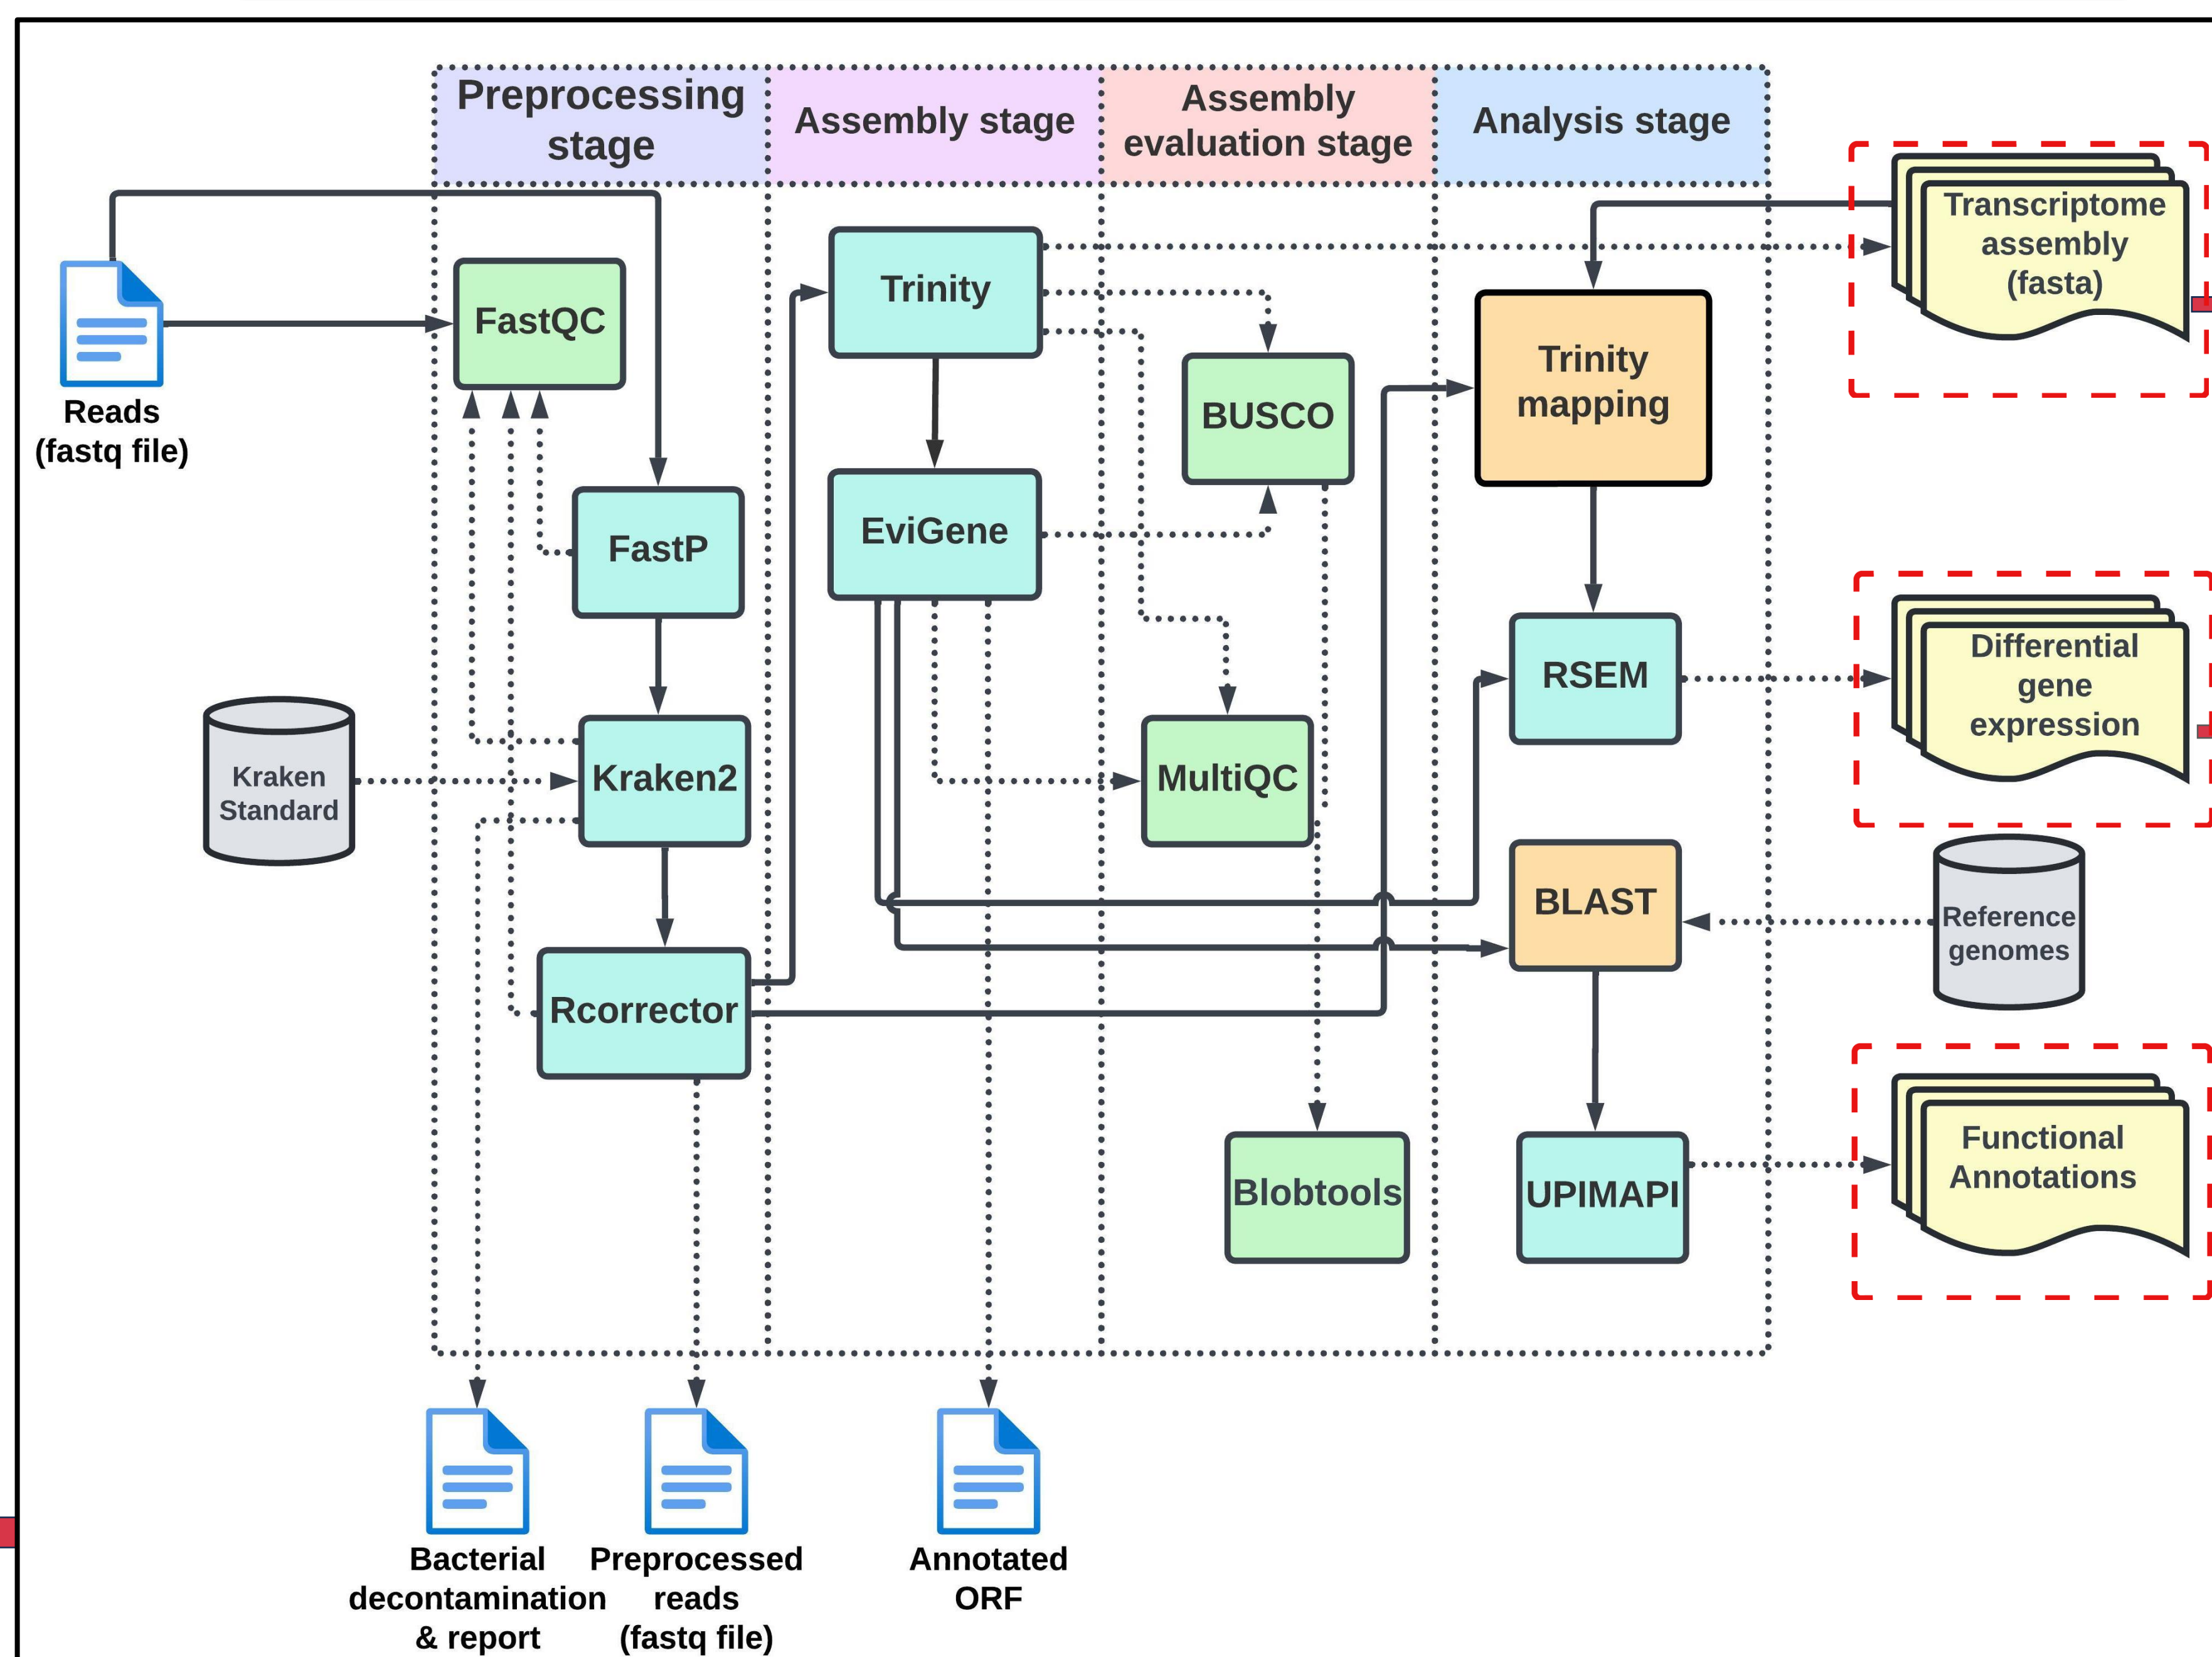 Preprocessing
stage
Assembly stage
Assembly
evaluation stage
Analysis stage
Reads
(fastq file)
FastQC
FastP
Kraken
Standard
Kraken2
Rcorrector
Trinity
EviGene
BUSCO
MultiQC
Blobtools
Trinity
mapping
RSEM
BLAST
UPIMAPI
Transcriptome
assembly
(fasta)
Differential
gene
expression
Reference
genomes
Functional
Annotations
Bacterial
decontamination
& report
Preprocessed
reads
(fastq file)
Annotated
ORF